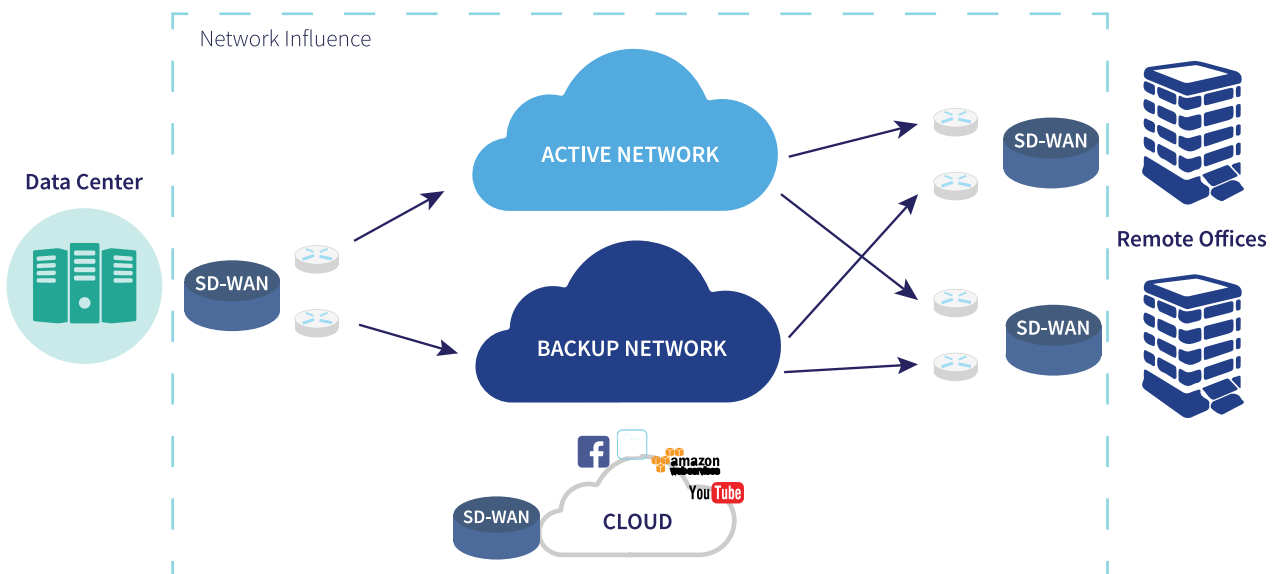 Network Influence
ACTIVE NETWORK
SD-WAN
Data Center
Remote Offices
SD-WAN
SD-WAN
BACKUP NETWORK
f
amazon
webservices
YouTube
SD-WAN
CLOUD